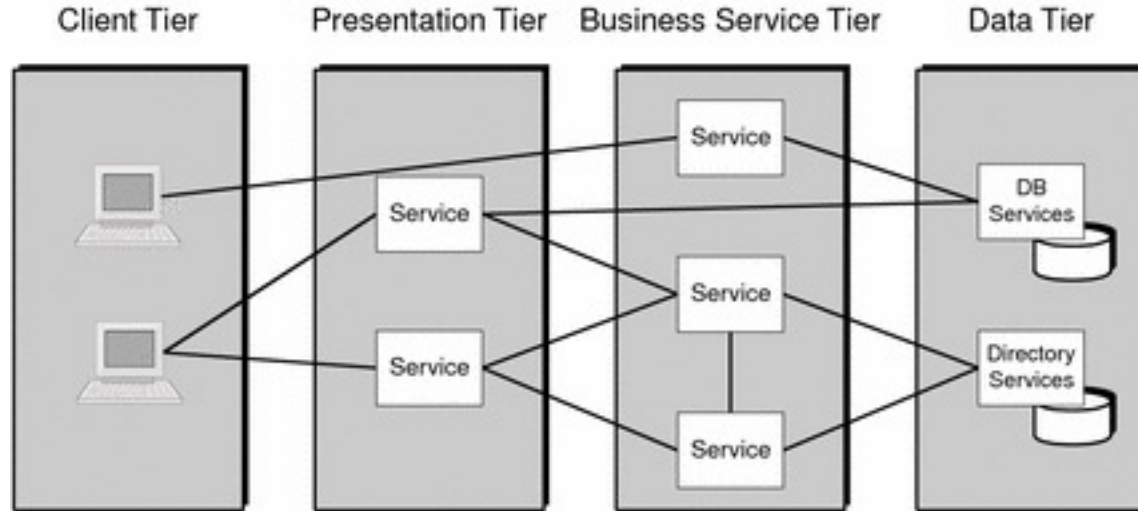 Client Tier
Presentation Tier
Business Service Tier
Data Tier
Service
Service
Service
Service
Service
DB
Services
Directory
Services